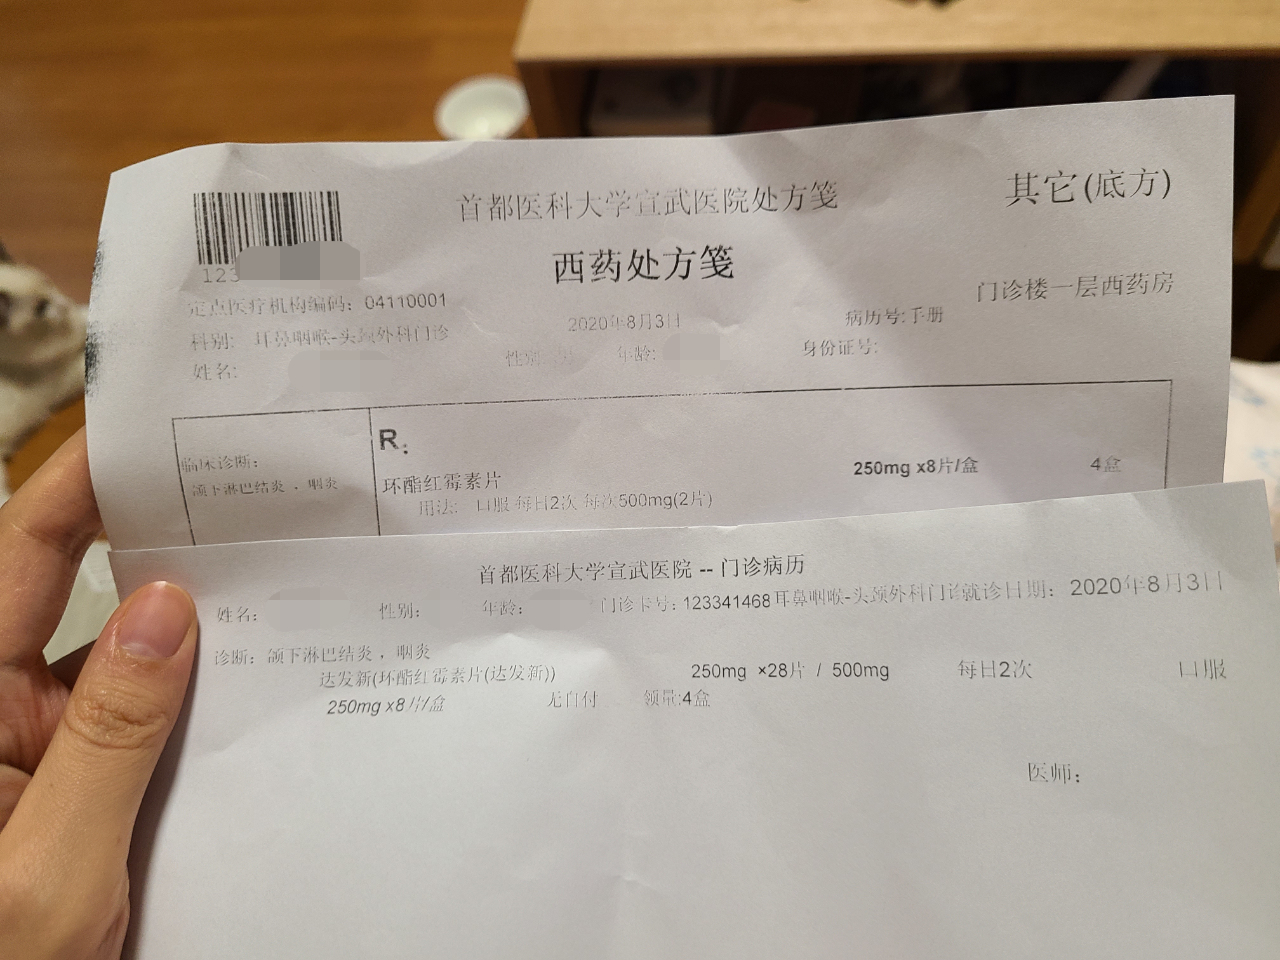 首都医科大学宣武医院处方笺
其它(底方)
西药处方笺
123
定点医疗机构编码：04110001
门诊楼一层西药房
科别: 耳鼻咽喉-头颈外科门诊
2020年8月3日
病历号:手册
姓名:
性别
年龄:
身份证号:
R:
临床诊断:
颌下淋巴结炎，咽炎
环酯红霉素片
250mg x8片/盒
4盒
用法: 口服 每日2次 每次500mg(2片)
首都医科大学宣武医院 -- 门诊病历
姓名: 性别: 年龄: 门诊卡号: 123341468 耳鼻咽喉-头颈外科门诊就诊日期: 2020年8月3日
诊断: 颌下淋巴结炎，咽炎
达发新(环酯红霉素片(达发新)) 250mg ×28片 / 500mg 每日2次 口服
250mg x8片/盒 无自付 领量:4盒
医师: